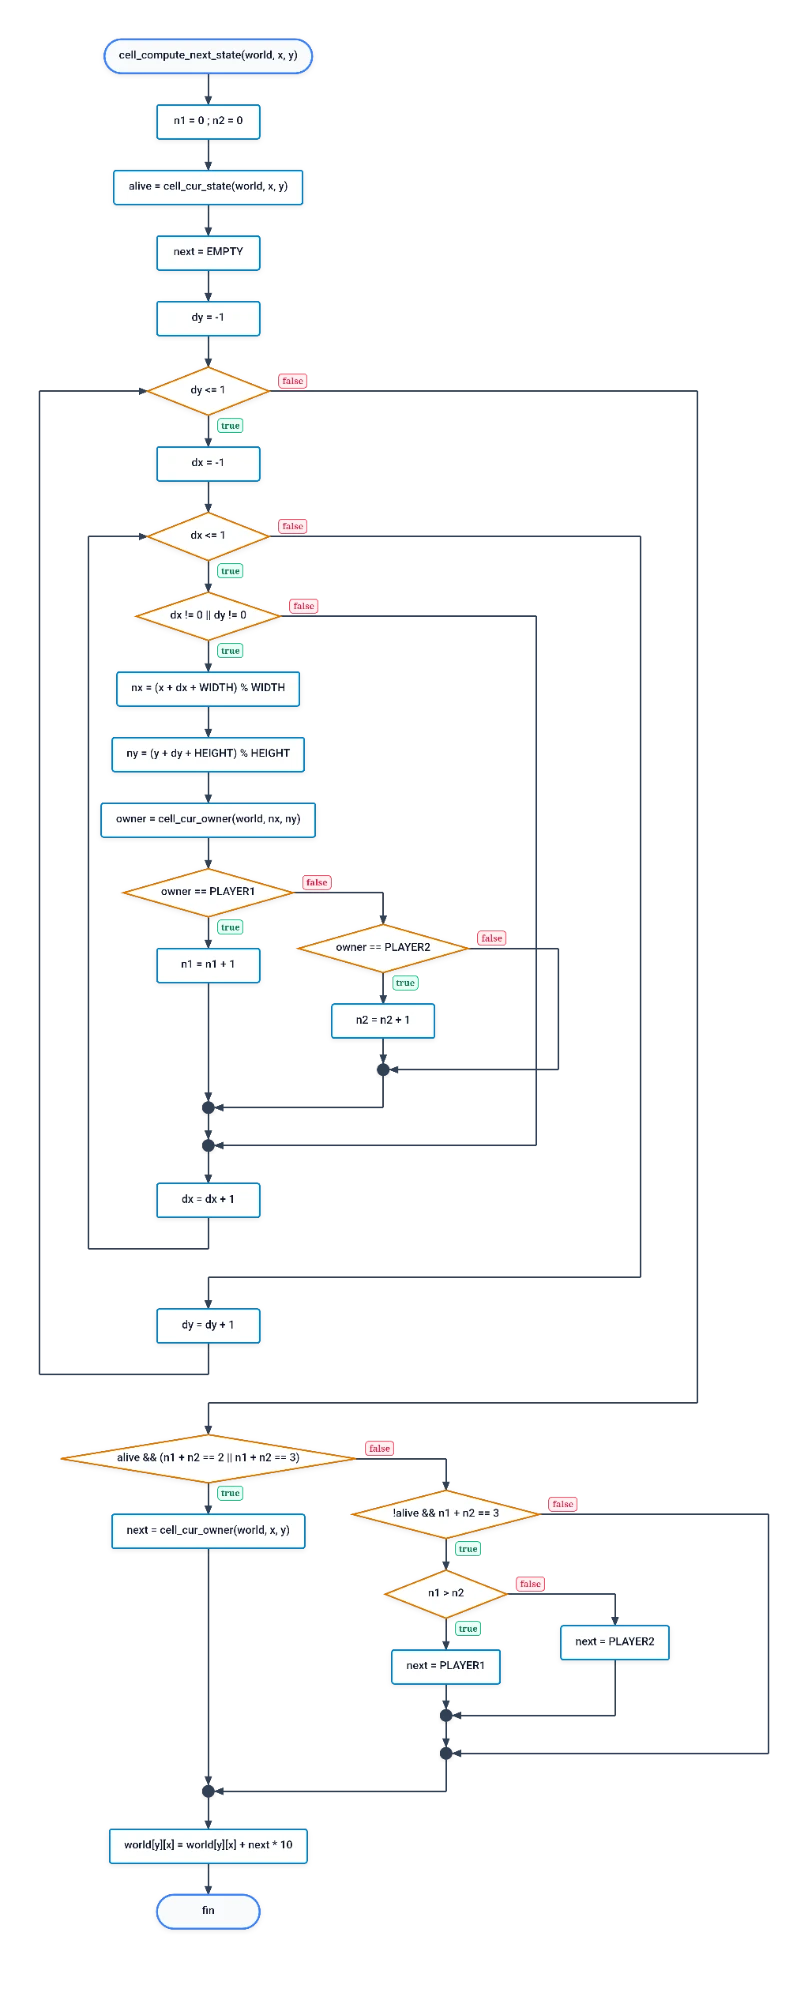 cell_compute_next_state(world, x, y)
n1 = 0 ; n2 = 0
alive = cell_cur_state(world, x, y)
next = EMPTY
dy = -1
dy <= 1
false
true
dx = -1
dx <= 1
false
true
dx != 0 || dy != 0
false
true
nx = (x + dx + WIDTH) % WIDTH
ny = (y + dy + HEIGHT) % HEIGHT
owner = cell_cur_owner(world, nx, ny)
owner == PLAYER1
false
true
owner == PLAYER2
false
n1 = n1 + 1
true
n2 = n2 + 1
dx = dx + 1
dy = dy + 1
alive && (n1 + n2 == 2 || n1 + n2 == 3)
false
true
next = cell_cur_owner(world, x, y)
!alive && n1 + n2 == 3
false
true
n1 > n2
false
true
next = PLAYER2
next = PLAYER1
world[y][x] = world[y][x] + next * 10
fin